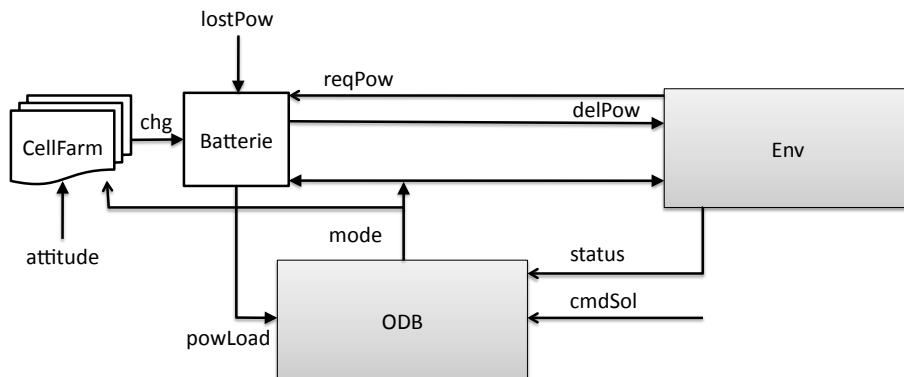 lostPow
reqPow
chg
delPow
CellFarm
Batterie
Env
mode
attitude
status
cmdSol
ODB
powLoad